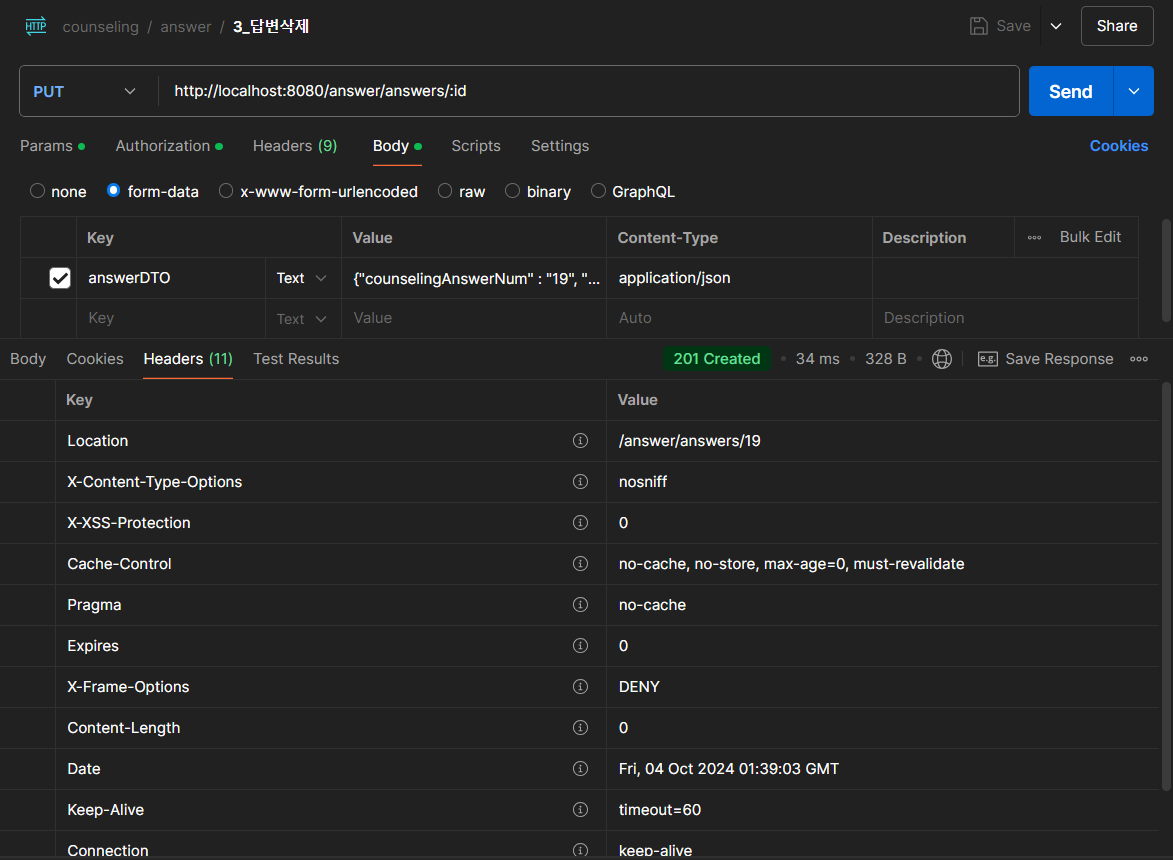 HTTP counseling / answer / 3_답변삭제 Save Share
PUT http://localhost:8080/answer/answers/:id Send
Params Authorization Headers (9) Body Scripts Settings Cookies
none form-data x-www-form-urlencoded raw binary GraphQL
Key Value Content-Type Description Bulk Edit
answerDTO Text {"counselingAnswerNum" : "19", "... application/json
Key Text Value Auto Description
Body Cookies Headers (11) Test Results 201 Created 34 ms 328 B e.g. Save Response
Key Value
Location /answer/answers/19
X-Content-Type-Options nosniff
X-XSS-Protection 0
Cache-Control no-cache, no-store, max-age=0, must-revalidate
Pragma no-cache
Expires 0
X-Frame-Options DENY
Content-Length 0
Date Fri, 04 Oct 2024 01:39:03 GMT
Keep-Alive timeout=60
Connection keep-alive